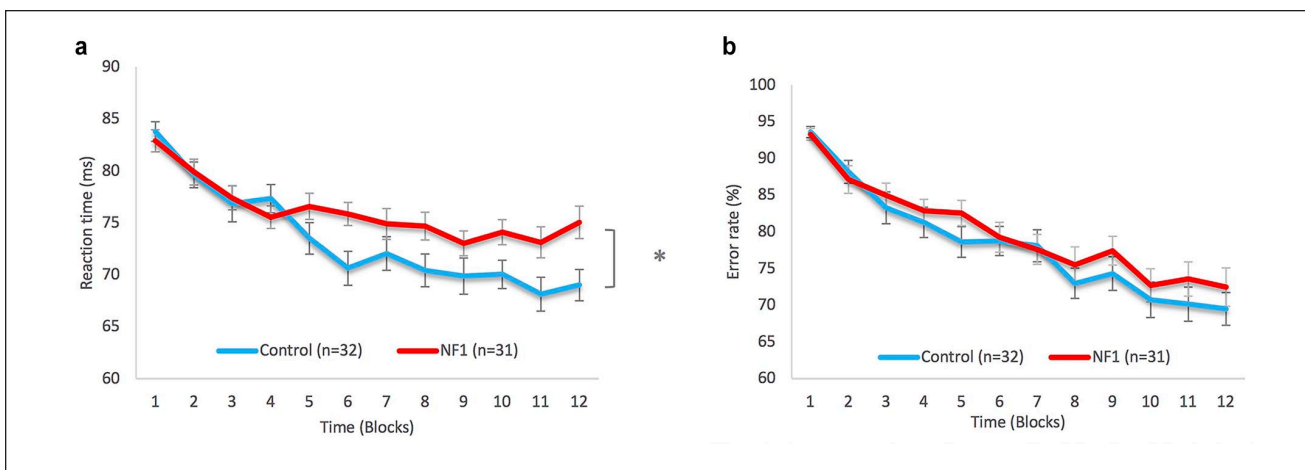 a
Reaction time (ms)
90
85
80
75
70
65
60
Control (n=32) NF1 (n=31)
1 2 3 4 5 6 7 8 9 10 11 12
Time (Blocks)
*
b
Error rate (%)
100
95
90
85
80
75
70
65
60
Control (n=32) NF1 (n=31)
1 2 3 4 5 6 7 8 9 10 11 12
Time (Blocks)